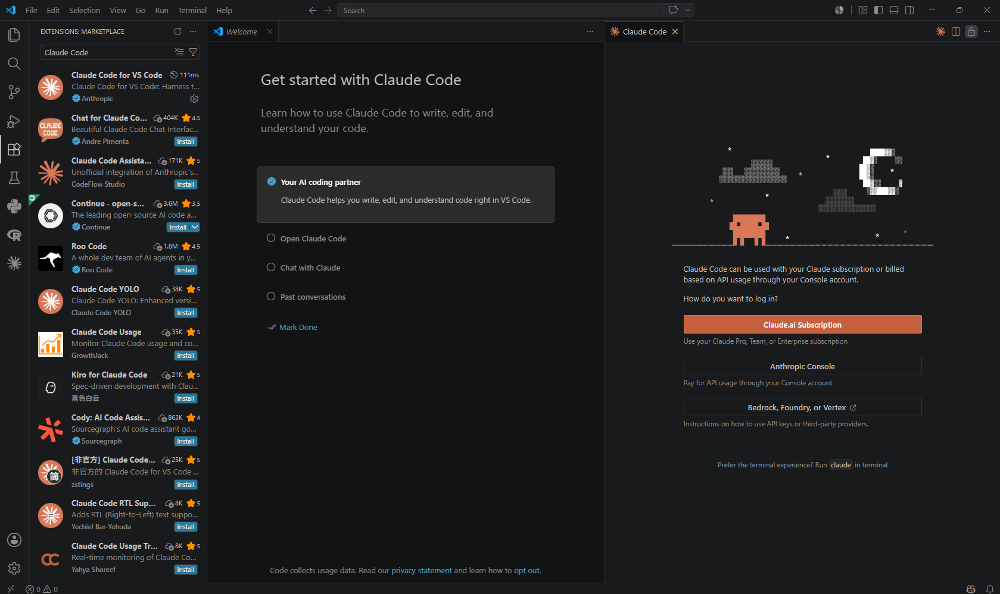 File Edit Selection View Go Run Terminal Help
Search
EXTENSIONS: MARKETPLACE
Claude Code
Claude Code for VS Code 111ms
Claude Code for VS Code: Harness t...
Anthropic
Chat for Claude Co... 404K 4.5
CLAUDE
CODE
Beautiful Claude Code Chat Interfac...
Andre Pimenta Install
Claude Code Assista... 171K 5
Unofficial integration of Anthropic's...
CodeFlow Studio Install
Continue - open-s... 3.6M 3.5
The leading open-source AI code a...
Continue Install
Roo Code 1.8M 4.5
A whole dev team of AI agents in y...
Roo Code Install
Claude Code YOLO 38K 5
Claude Code YOLO: Enhanced versi...
Claude Code YOLO Install
Claude Code Usage 35K 5
Monitor Claude Code usage and co...
GrowthJack Install
Kiro for Claude Code 21K 5
Spec-driven development with Clau...
黑色白云 Install
Cody: AI Code Assis... 863K 4
Sourcegraph's AI code assistant go...
Sourcegraph Install
[非官方] Claude Code... 25K 5
简
非官方的 Claude Code for VS Code ...
zstings Install
Claude Code RTL Sup... 8K 5
Adds RTL (Right-to-Left) text suppo...
Yechiel Bar-Yehuda Install
Claude Code Usage Tr... 8K 5
CC
Real-time monitoring of Claude Co...
Yahya Shareef Install
0 0
Welcome
Get started with Claude Code
Learn how to use Claude Code to write, edit, and
understand your code.
Your AI coding partner
Claude Code helps you write, edit, and understand code right in VS Code.
Open Claude Code
Chat with Claude
Past conversations
Mark Done
Code collects usage data. Read our privacy statement and learn how to opt out.
Claude Code
Claude Code can be used with your Claude subscription or billed
based on API usage through your Console account.
How do you want to log in?
Claude.ai Subscription
Use your Claude Pro, Team, or Enterprise subscription
Anthropic Console
Pay for API usage through your Console account
Bedrock, Foundry, or Vertex
Instructions on how to use API keys or third-party providers.
Prefer the terminal experience? Run claude in terminal